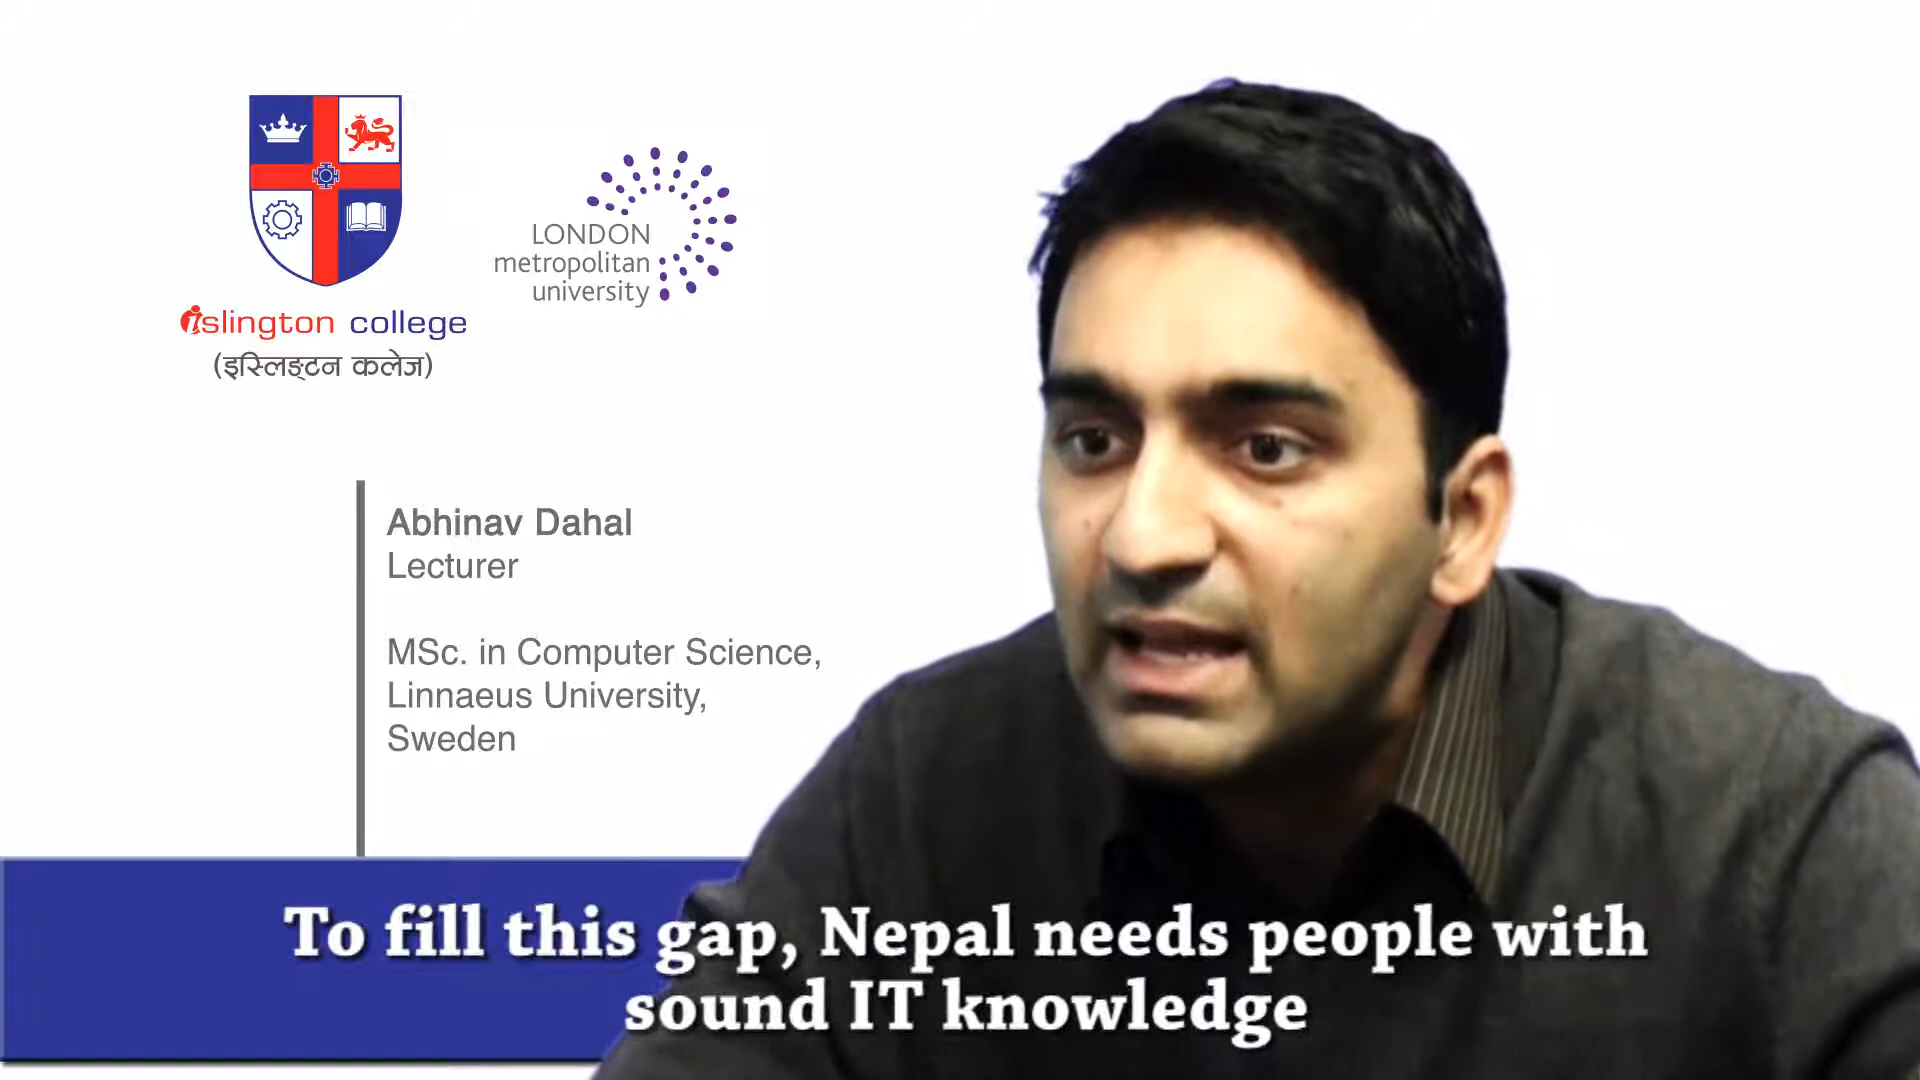 islington college
(इस्लिङ्टन कलेज)
LONDON
metropolitan
university
Abhinav Dahal
Lecturer
MSc. in Computer Science,
Linnaeus University,
Sweden
To fill this gap, Nepal needs people with
sound IT knowledge